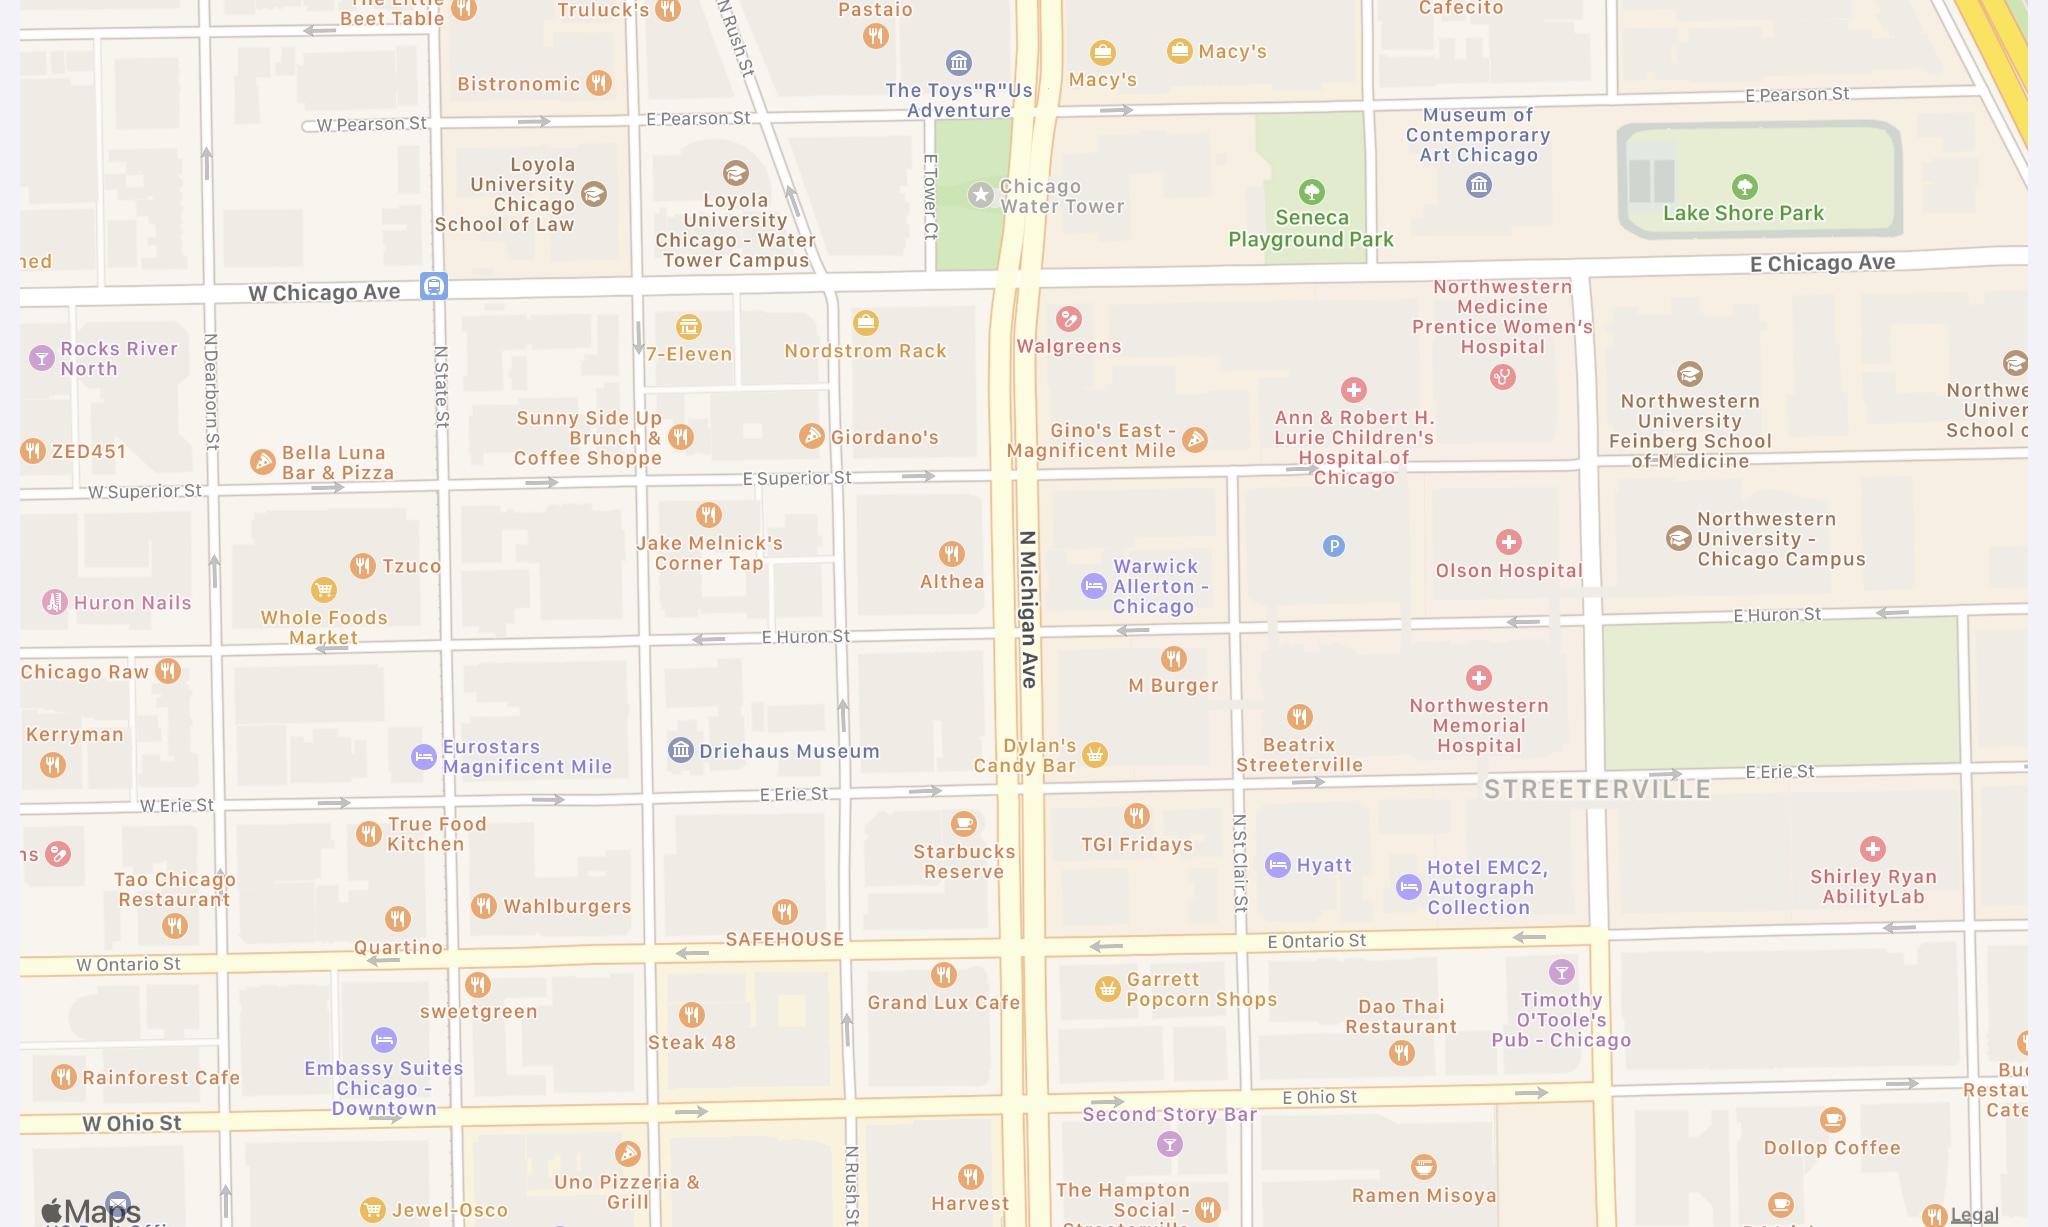 The Little
Beet Table
Truluck's
N Rush St
Pastaio
Cafecito
Macy's
Macy's
Bistronomic
The Toys"R"Us
Adventure
E Pearson St
W Pearson St
E Pearson St
Museum of
Contemporary
Art Chicago
Loyola
University
Chicago
School of Law
Loyola
University
Chicago - Water
Tower Campus
E Tower Ct
Chicago
Water Tower
Seneca
Playground Park
Lake Shore Park
W Chicago Ave
E Chicago Ave
Rocks River
North
N Dearborn St
N State St
7-Eleven
Nordstrom Rack
Walgreens
Northwestern
Medicine
Prentice Women's
Hospital
ZED451
Bella Luna
Bar & Pizza
Sunny Side Up
Brunch &
Coffee Shoppe
Giordano's
Gino's East -
Magnificent Mile
Ann & Robert H.
Lurie Children's
Hospital of
Chicago
Northwestern
University
Feinberg School
of Medicine
W Superior St
E Superior St
Jake Melnick's
Corner Tap
Tzuco
Althea
N Michigan Ave
Warwick
Allerton -
Chicago
P
Olson Hospital
Northwestern
University -
Chicago Campus
Huron Nails
Whole Foods
Market
E Huron St
E Huron St
Chicago Raw
M Burger
Kerryman
Eurostars
Magnificent Mile
Driehaus Museum
Dylan's
Candy Bar
Beatrix
Streeterville
Northwestern
Memorial
Hospital
W Erie St
E Erie St
E Erie St
STREETERVILLE
True Food
Kitchen
Starbucks
Reserve
TGI Fridays
N St Clair St
Hyatt
Hotel EMC2,
Autograph
Collection
Shirley Ryan
AbilityLab
Tao Chicago
Restaurant
Quartino
Wahlburgers
SAFEHOUSE
W Ontario St
E Ontario St
sweetgreen
Steak 48
Grand Lux Cafe
Garrett
Popcorn Shops
Dao Thai
Restaurant
Timothy
O'Toole's
Pub - Chicago
Rainforest Cafe
Embassy Suites
Chicago -
Downtown
W Ohio St
E Ohio St
Second Story Bar
Dollop Coffee
Uno Pizzeria &
Grill
N Rush St
Harvest
The Hampton
Social -
Ramen Misoya
Jewel-Osco
Maps
Legal